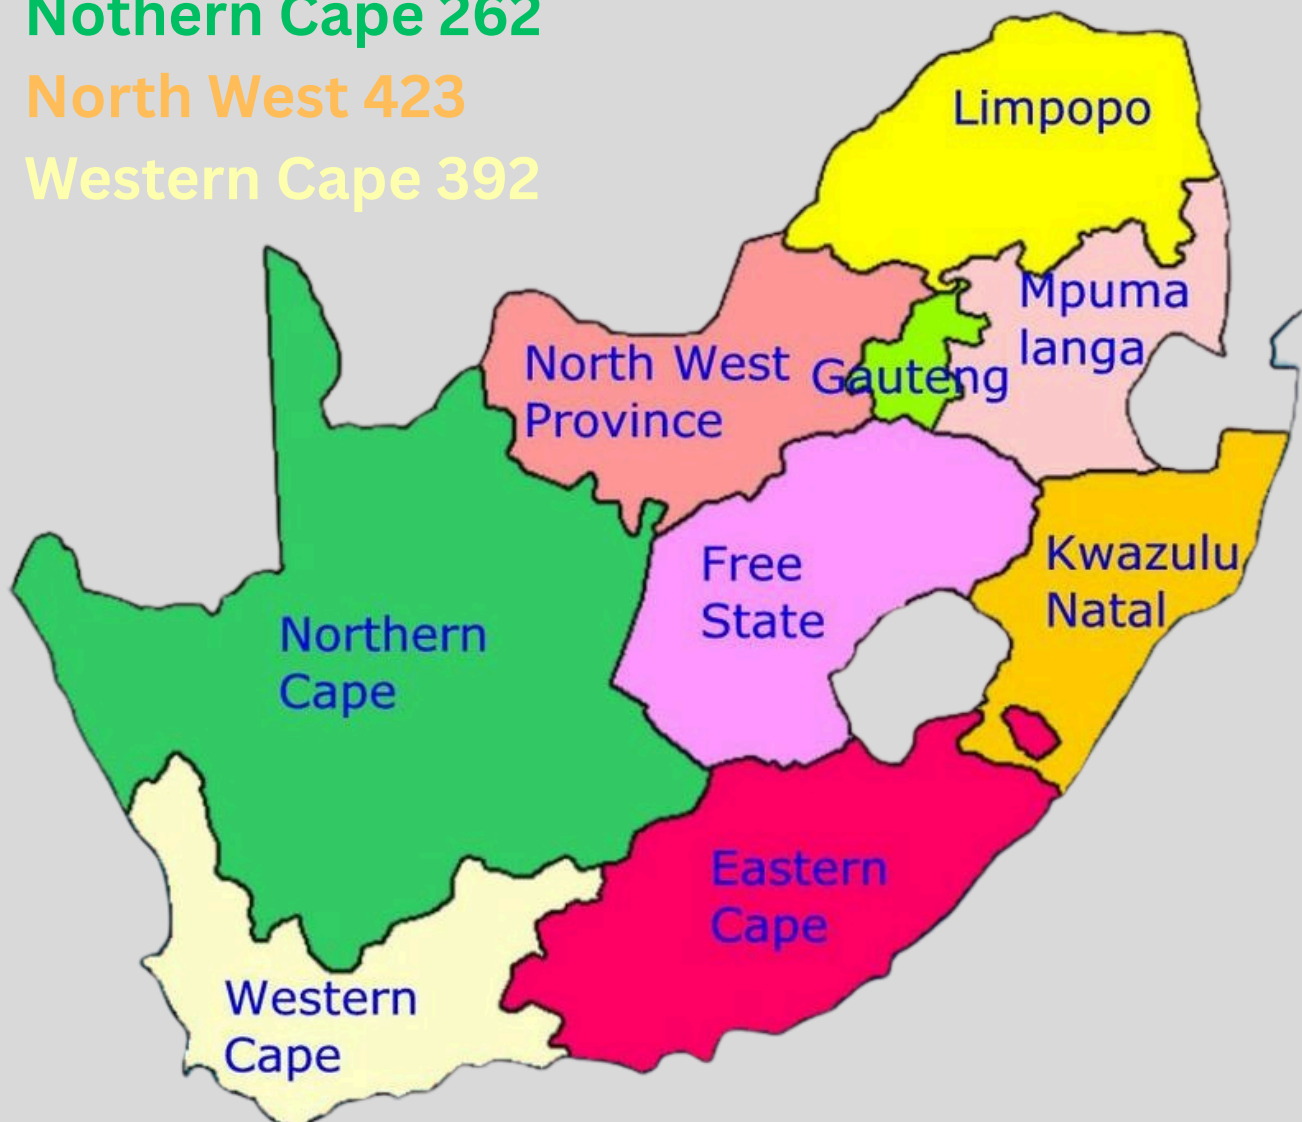 Nothern Cape 262
North West 423
Western Cape 392
Limpopo
Mpuma
langa
North West
Province
Gauteng
Free
State
Kwazulu
Natal
Northern
Cape
Eastern
Cape
Western
Cape